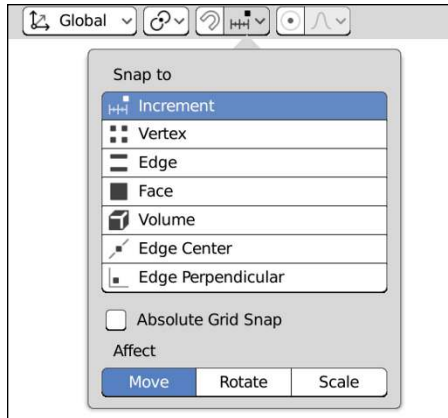 Global
Snap to
Increment
Vertex
Edge
Face
Volume
Edge Center
Edge Perpendicular
Absolute Grid Snap
Affect
Move Rotate Scale